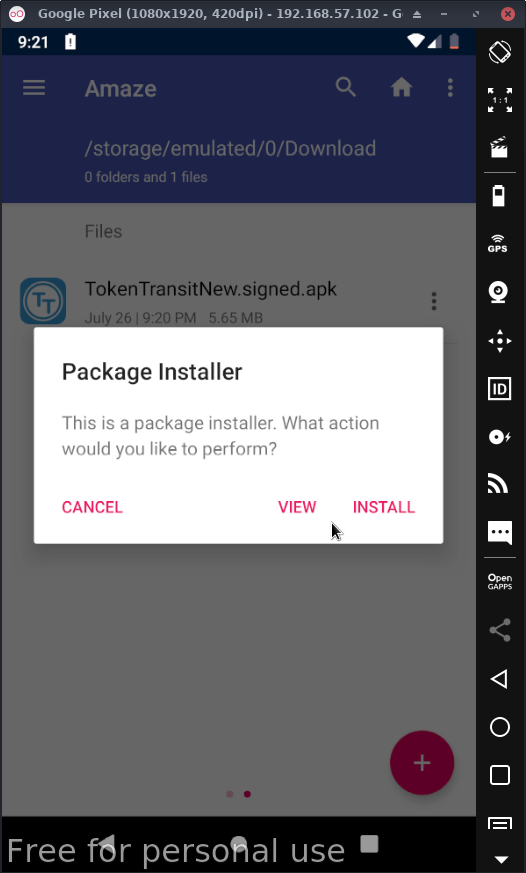 Google Pixel (1080x1920, 420dpi) - 192.168.57.102 - G
9:21
Amaze
1:1
/storage/emulated/0/Download
0 folders and 1 files
GPS
Files
TT
TokenTransitNew.signed.apk
July 26 | 9:20 PM 5.65 MB
Package Installer
This is a package installer. What action
would you like to perform?
ID
CANCEL
VIEW
INSTALL
Open
GAPPS
Free for personal use